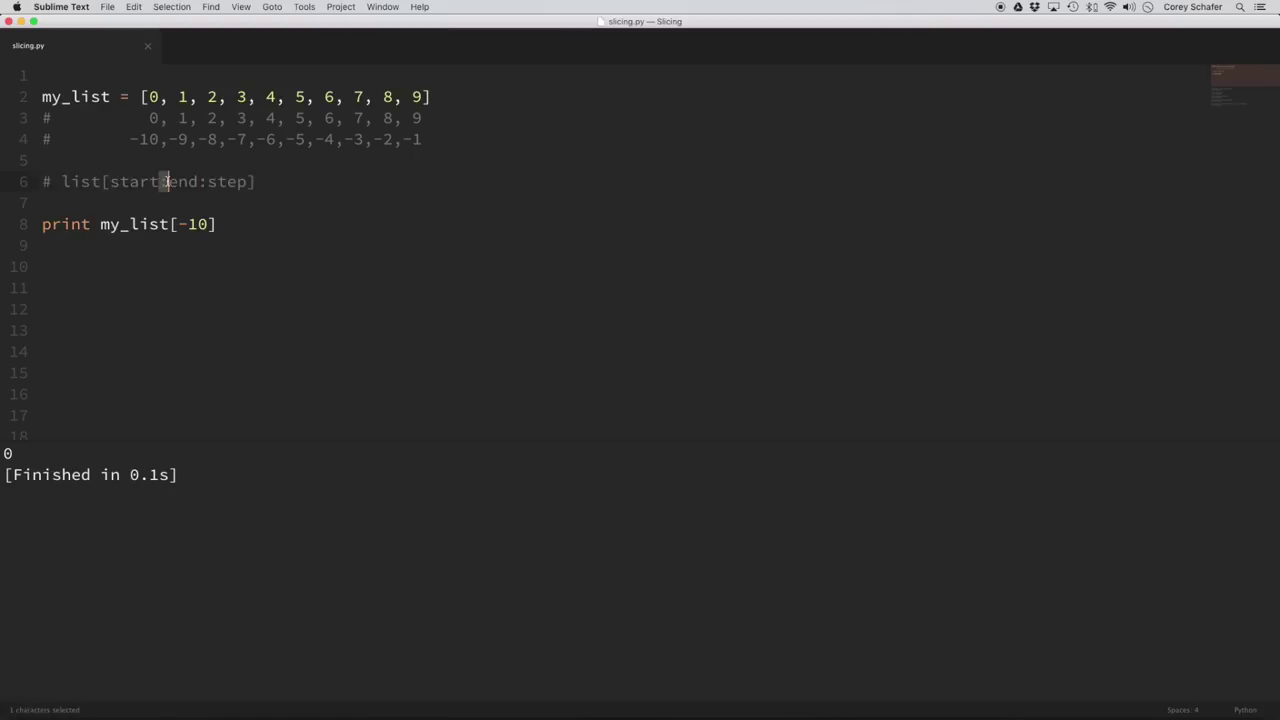 Sublime Text File Edit Selection Find View Goto Tools Project Window Help Corey Schafer
slicing.py — Slicing
slicing.py
1
2 my_list = [0, 1, 2, 3, 4, 5, 6, 7, 8, 9]
3 # 0, 1, 2, 3, 4, 5, 6, 7, 8, 9
4 # -10,-9,-8,-7,-6,-5,-4,-3,-2,-1
5
6 # list[start:end:step]
7
8 print my_list[-10]
9
10
11
12
13
14
15
16
17
18
0
[Finished in 0.1s]
1 characters selected Spaces: 4 Python